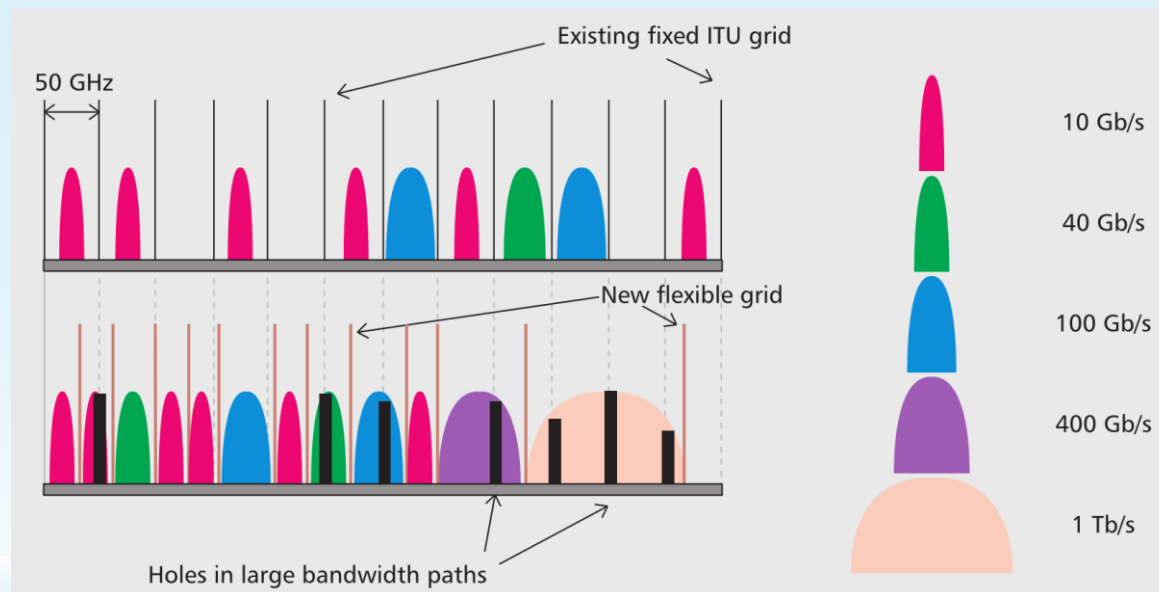 Existing fixed ITU grid
50 GHz
10 Gb/s
40 Gb/s
New flexible grid
100 Gb/s
400 Gb/s
1 Tb/s
Holes in large bandwidth paths